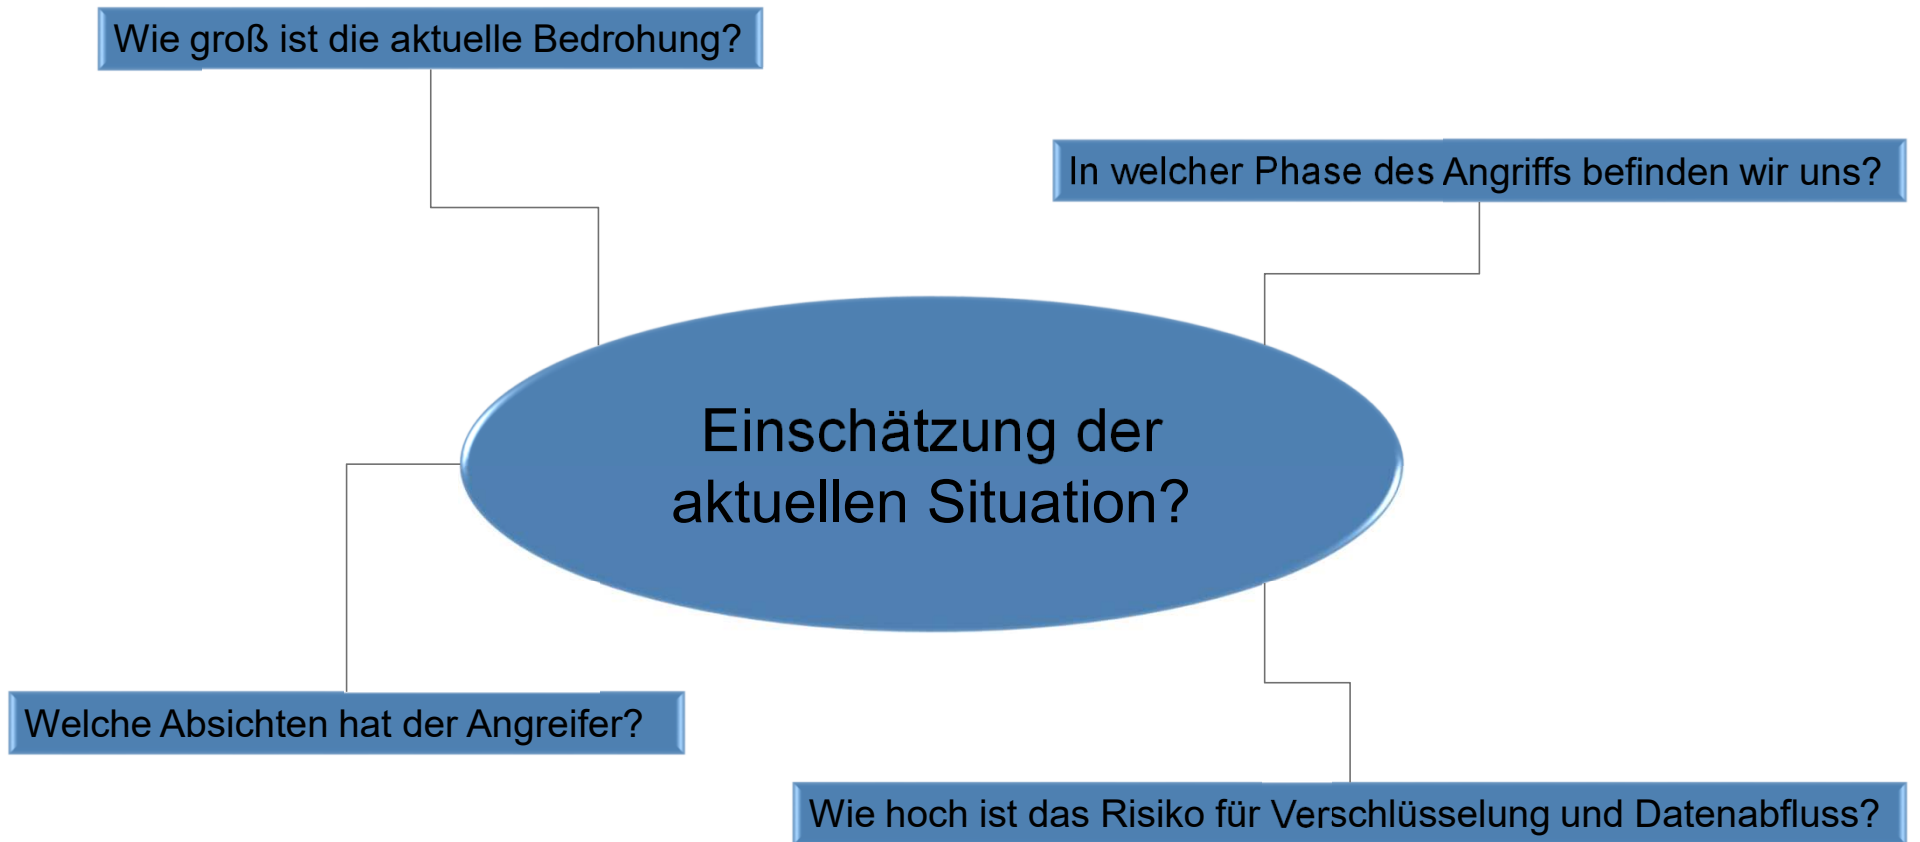 Wie groß ist die aktuelle Bedrohung?
In welcher Phase des Angriffs befinden wir uns?
Einschätzung der
aktuellen Situation?
Welche Absichten hat der Angreifer?
Wie hoch ist das Risiko für Verschlüsselung und Datenabfluss?